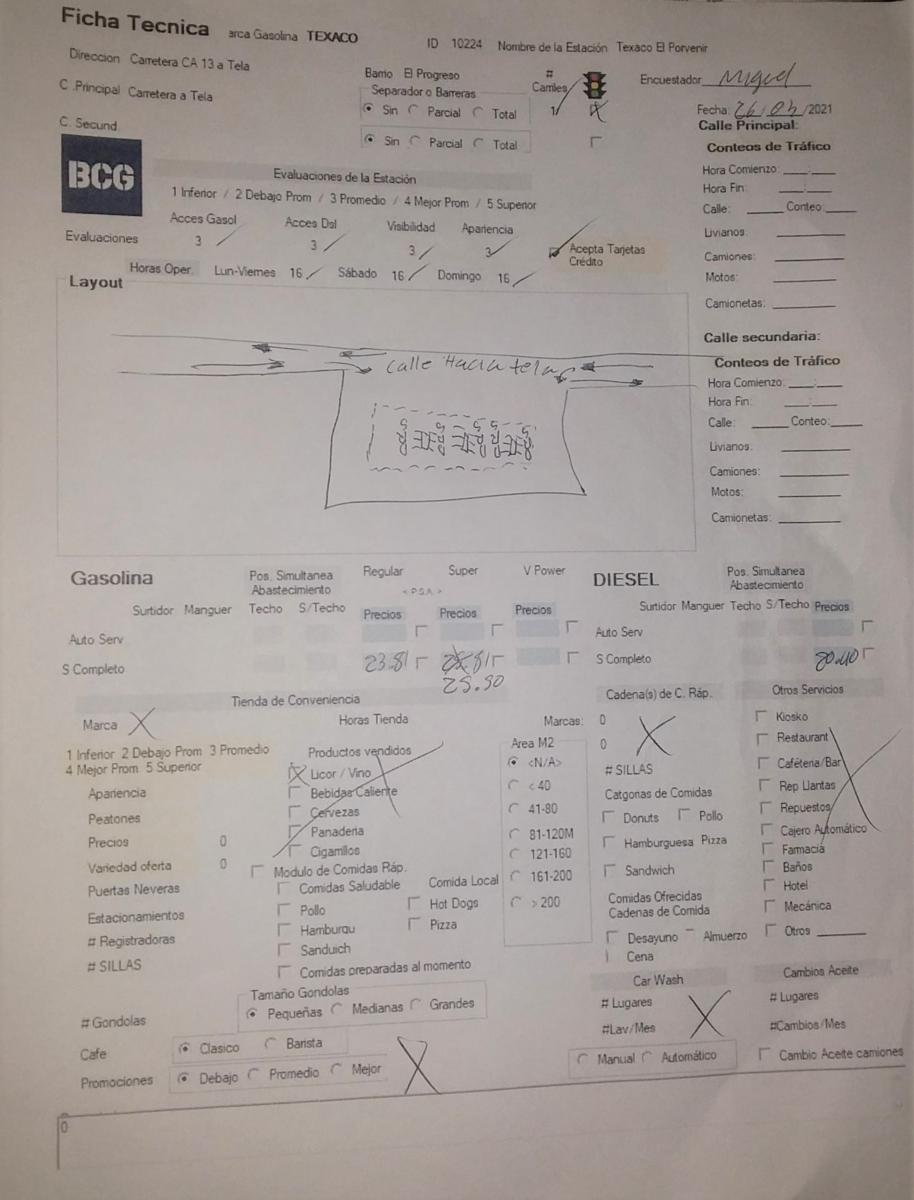 Ficha Tecnica arca Gasolina TEXACO ID 10224 Nombre de la Estación Texaco El Porvenir
Direccion Carretera CA 13 a Tela
Barrio El Progreso # Carriles Encuestador Miguel
C .Principal Carretera a Tela
Separador o Barreras
Sin Parcial Total 1
Fecha: /2021
C. Secund
Sin Parcial Total
Calle Principal:
Conteos de Tráfico
BCG
Evaluaciones de la Estación
Hora Comienzo:
1 Inferior / 2 Debajo Prom / 3 Promedio / 4 Mejor Prom / 5 Superior
Hora Fin:
Acces Gasol Acces Dsl Visibilidad Apariencia
Calle: Conteo:
Evaluaciones 3 3 3 3 Acepta Tarjetas Crédito
Livianos:
Horas Oper. Lun-Viernes 16 Sábado 16 Domingo 16
Camiones:
Motos:
Layout
Camionetas:
Calle secundaria:
calle Hacia tela
Conteos de Tráfico
Hora Comienzo:
Hora Fin:
Calle: Conteo:
Livianos:
Camiones:
Motos:
Camionetas:
Gasolina Pos. Simultanea Abastecimiento Regular Super V Power DIESEL Pos. Simultanea Abastecimiento
< P.S.A. >
Surtidor Manguer Techo S/Techo Precios Precios Precios Surtidor Manguer Techo S/Techo Precios
Auto Serv Auto Serv
S Completo 23.81 S Completo
25.90
Tienda de Conveniencia Cadena(s) de C. Ráp. Otros Servicios
Marca Horas Tienda Marcas: 0 Kiosko
1 Inferior 2 Debajo Prom 3 Promedio
4 Mejor Prom 5 Superior
Productos vendidos Area M2 0 Restaurant
Licor / Vino <N/A> # SILLAS Cafétería/Bar
Apariencia Bebidas Caliente < 40 Catgorias de Comidas Rep Llantas
Peatones Cervezas 41-80 Donuts Pollo Repuestos
Precios 0 Panaderia 81-120M Hamburguesa Pizza Cajero Automático
Cigarrillos 121-160 Farmacia
Variedad oferta 0 Modulo de Comidas Ráp. Sandwich Baños
Puertas Neveras Comidas Saludable Comida Local 161-200 Comidas Ofrecidas Hotel
Estacionamientos Pollo Hot Dogs > 200 Cadenas de Comida Mecánica
# Registradoras Hamburgu Pizza Desayuno Almuerzo Otros
# SILLAS Sanduich Cena
Comidas preparadas al momento Car Wash Cambios Aceite
Tamaño Gondolas
# Gondolas Pequeñas Medianas Grandes # Lugares # Lugares
Cafe Clasico Barista #Lav/Mes #Cambios/Mes
Promociones Debajo Promedio Mejor Manual Automático Cambio Aceite camiones
0